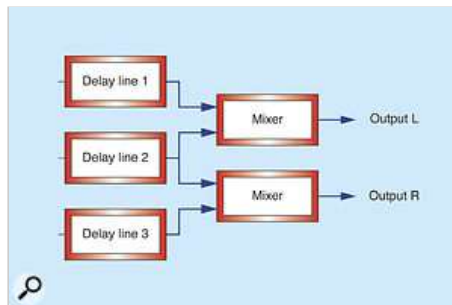 Delay line 1
Mixer
Output L
Delay line 2
Mixer
Output R
Delay line 3